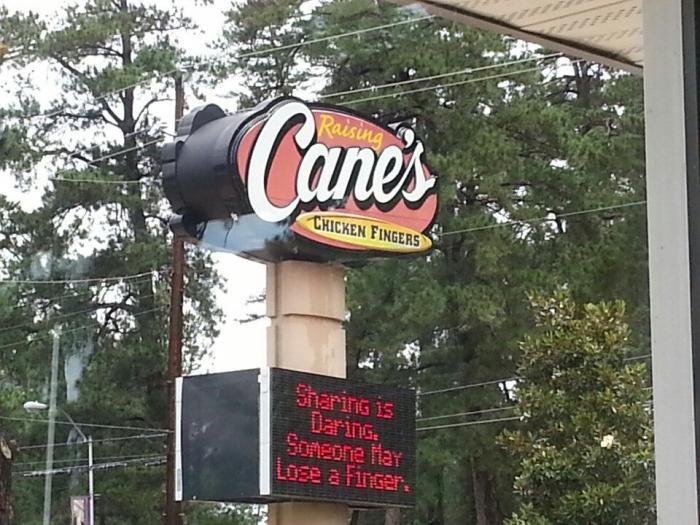 Raising
Cane's
CHICKEN FINGERS
Sharing is
Daring.
Someone May
Lose a Finger.